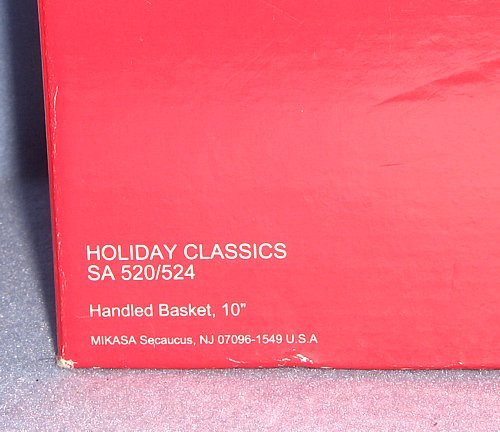 HOLIDAY CLASSICS
SA 520/524
Handled Basket, 10"
MIKASA Secaucus, NJ 07096-1549 U.S.A